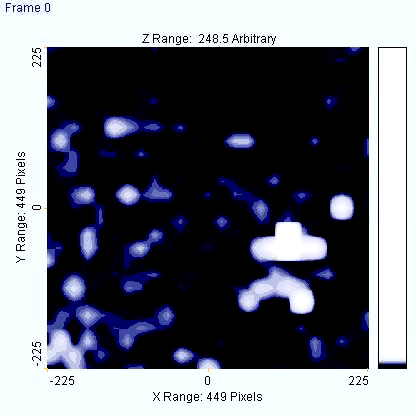 Frame 0
Z Range: 248.5 Arbitrary
225
0
-225
Y Range: 449 Pixels
-225 0 225
X Range: 449 Pixels